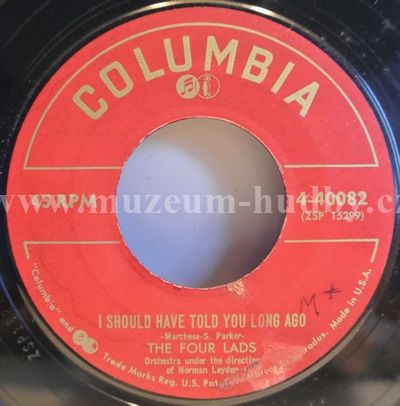 COLUMBIA
45 RPM
4-40082
(ZSP 15299)
www.muzeum-hudby.cz
I SHOULD HAVE TOLD YOU LONG AGO
-Marchese-S. Parker-
THE FOUR LADS
Orchestra under the direction
of Norman Leyden
"Columbia" and
Trade Marks Reg. U.S. Pat.
Made in U.S.A.
M*
ZSP1